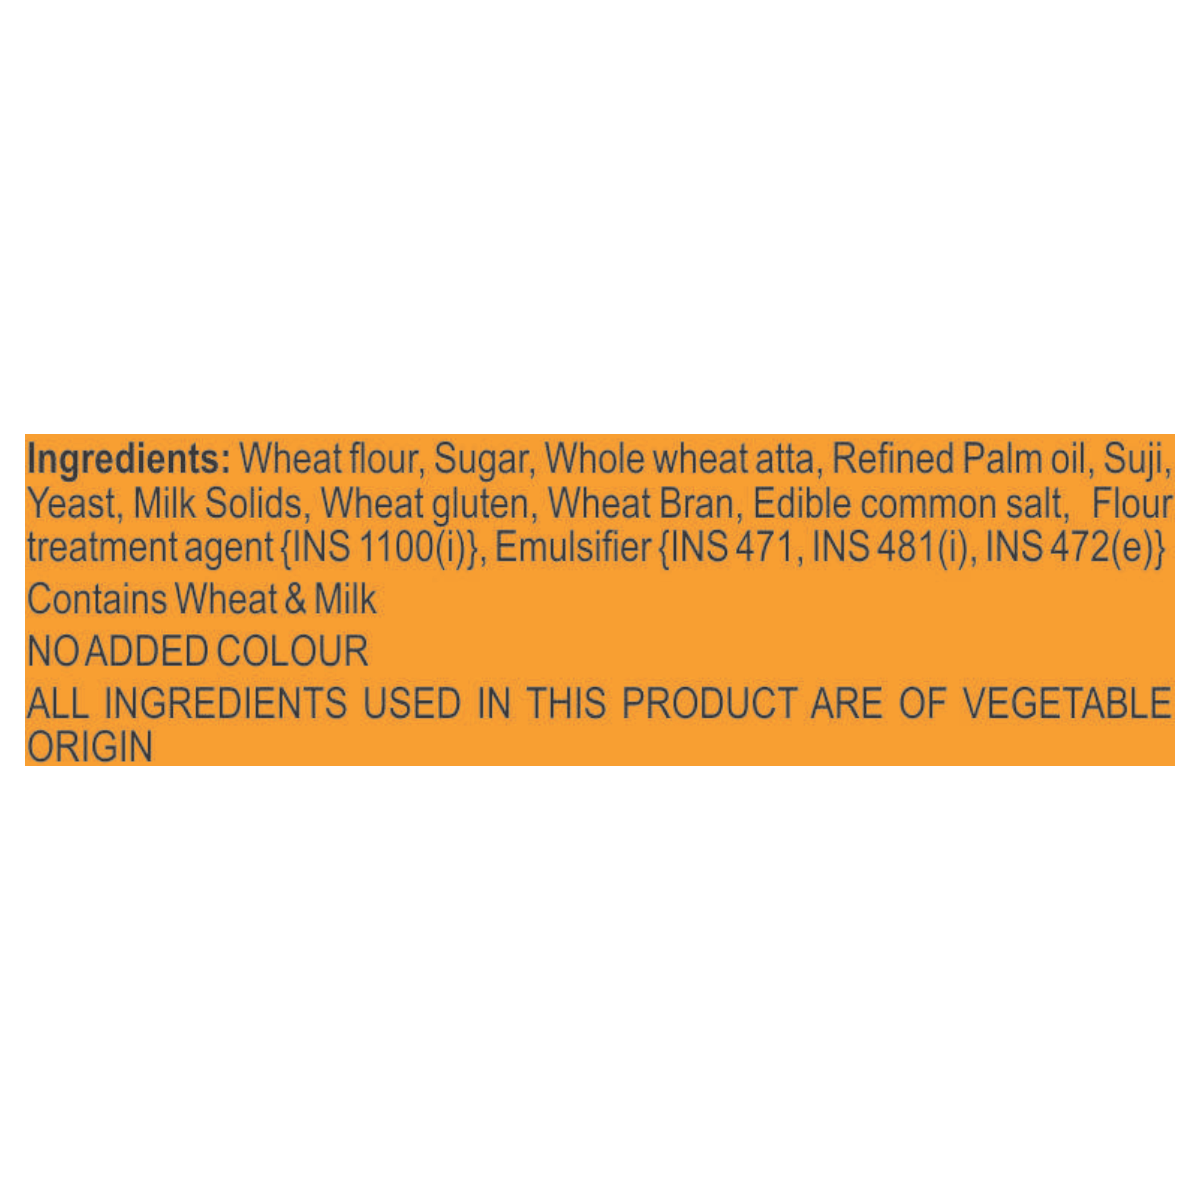 Ingredients: Wheat flour, Sugar, Whole wheat atta, Refined Palm oil, Suji,
Yeast, Milk Solids, Wheat gluten, Wheat Bran, Edible common salt, Flour
treatment agent {INS 1100(i)}, Emulsifier {INS 471, INS 481(i), INS 472(e)}
Contains Wheat & Milk
NO ADDED COLOUR
ALL INGREDIENTS USED IN THIS PRODUCT ARE OF VEGETABLE
ORIGIN